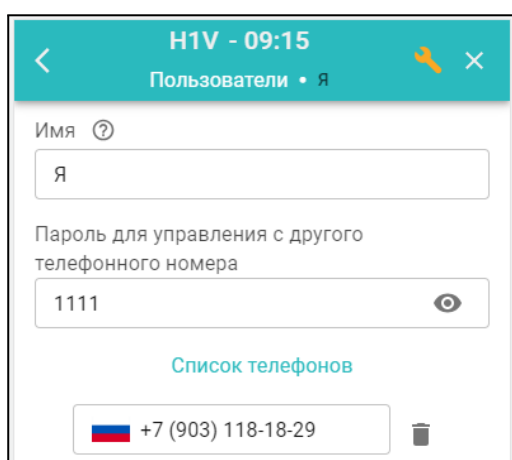 H1V - 09:15
Пользователи • Я
Имя ?
Я
Пароль для управления с другого
телефонного номера
1111
Список телефонов
+7 (903) 118-18-29